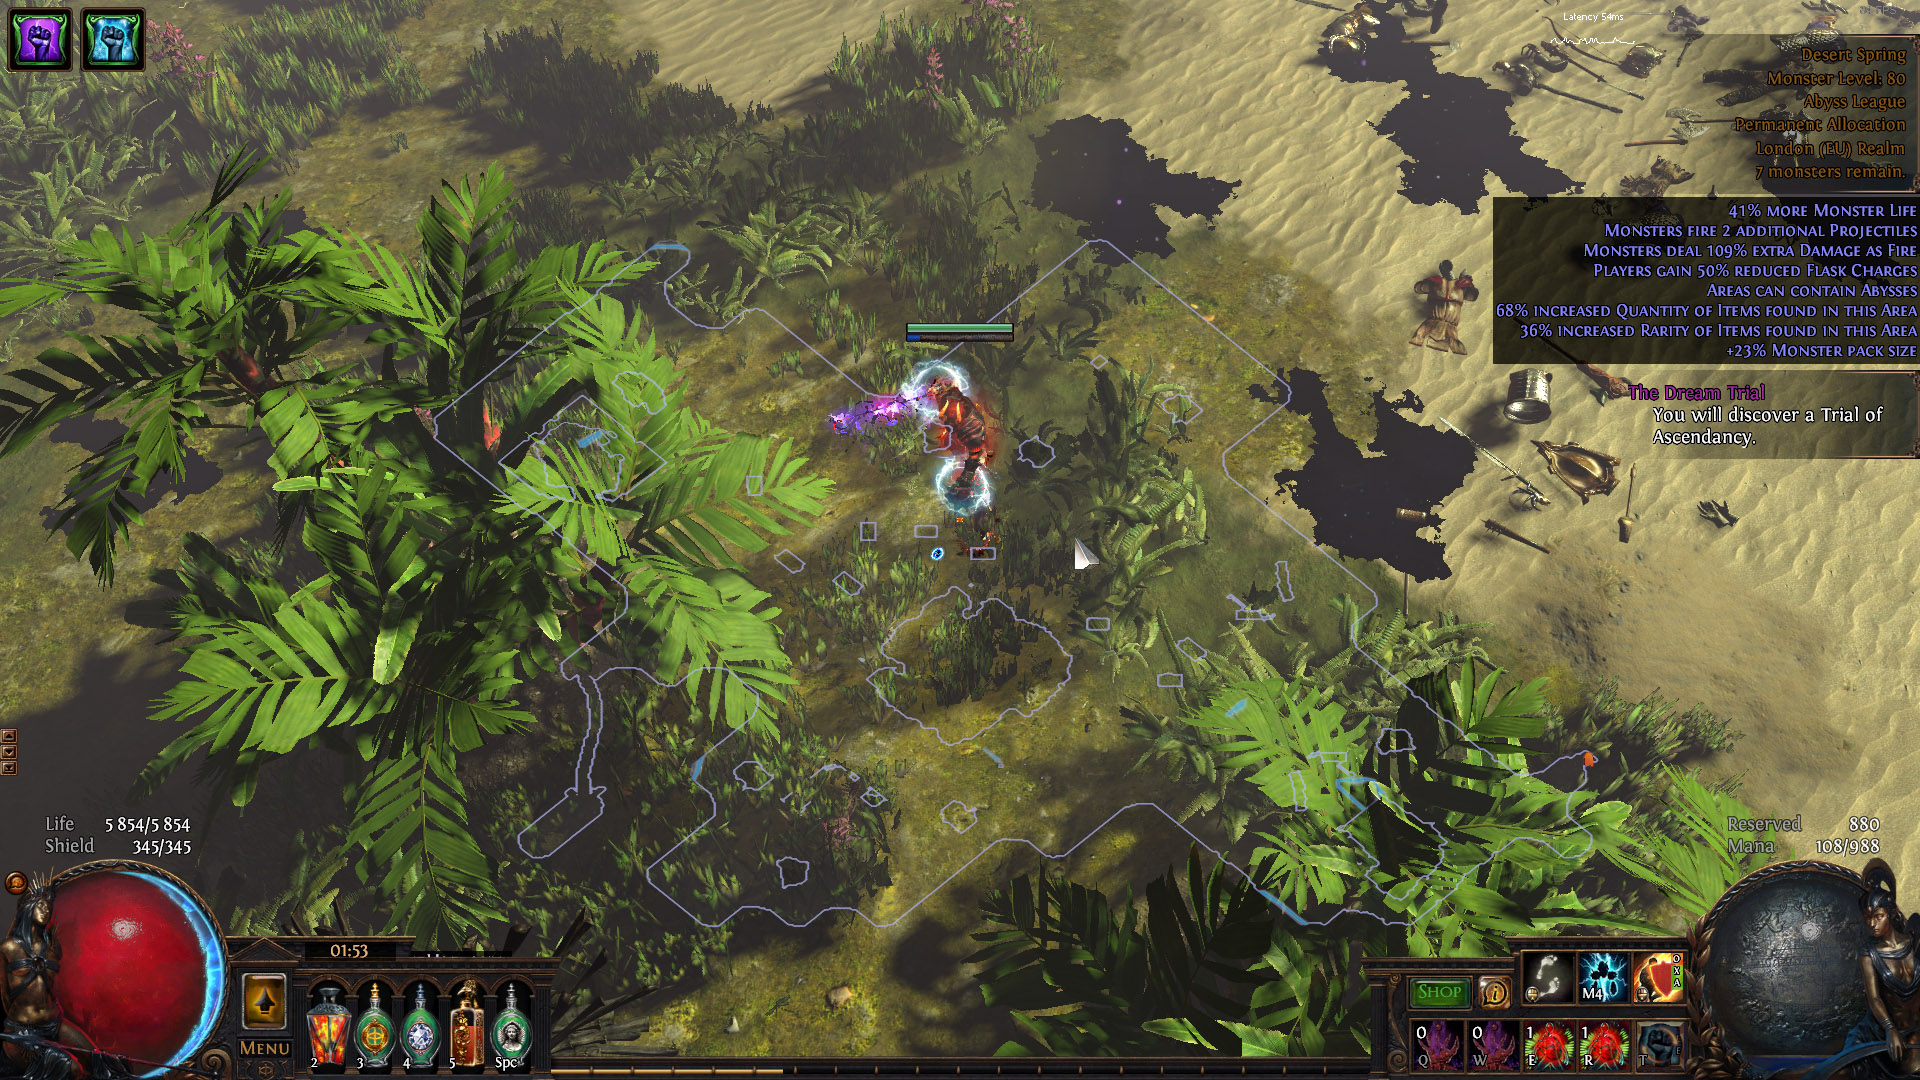 Latency 54ms
Desert Spring
Monster Level: 80
Abyss League
Permanent Allocation
London (EU) Realm
7 monsters remain.
41% more Monster Life
Monsters fire 2 additional Projectiles
Monsters deal 109% extra Damage as Fire
Players gain 50% reduced Flask Charges
Areas can contain Abysses
68% increased Quantity of Items found in this Area
36% increased Rarity of Items found in this Area
+23% Monster pack size
The Dream Trial
You will discover a Trial of
Ascendancy.
Life 5 854/5 854
Shield 345/345
Reserved 880
Mana 108/988
01:53
Menu
2 3 4 5 Spc
Shop
M4
O
X
A
0 0 1 1
Q W E R T